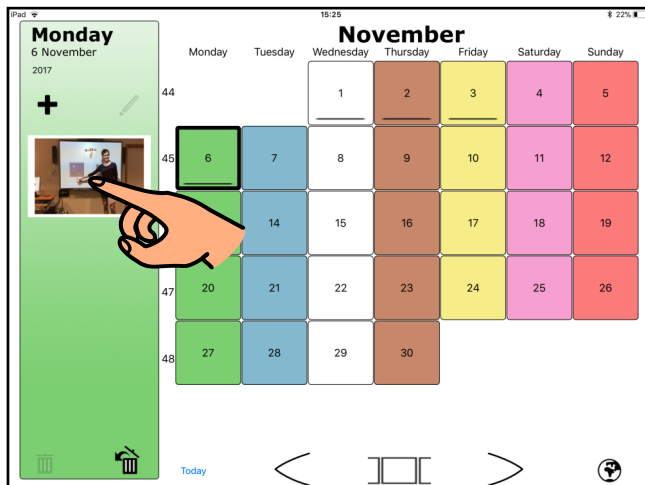 iPad 15:25 22%
Monday
6 November
2017
November
Monday Tuesday Wednesday Thursday Friday Saturday Sunday
44 1 2 3 4 5
45 6 7 8 9 10 11 12
14 15 16 17 18 19
47 20 21 22 23 24 25 26
48 27 28 29 30
Today